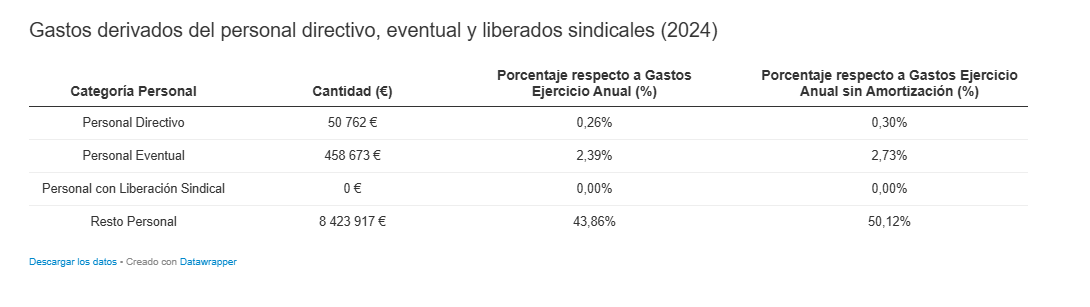 Gastos derivados del personal directivo, eventual y liberados sindicales (2024)
Categoría Personal Cantidad (€) Porcentaje respecto a Gastos Ejercicio Anual (%) Porcentaje respecto a Gastos Ejercicio Anual sin Amortización (%)
Personal Directivo 50 762 € 0,26% 0,30%
Personal Eventual 458 673 € 2,39% 2,73%
Personal con Liberación Sindical 0 € 0,00% 0,00%
Resto Personal 8 423 917 € 43,86% 50,12%
Descargar los datos • Creado con Datawrapper